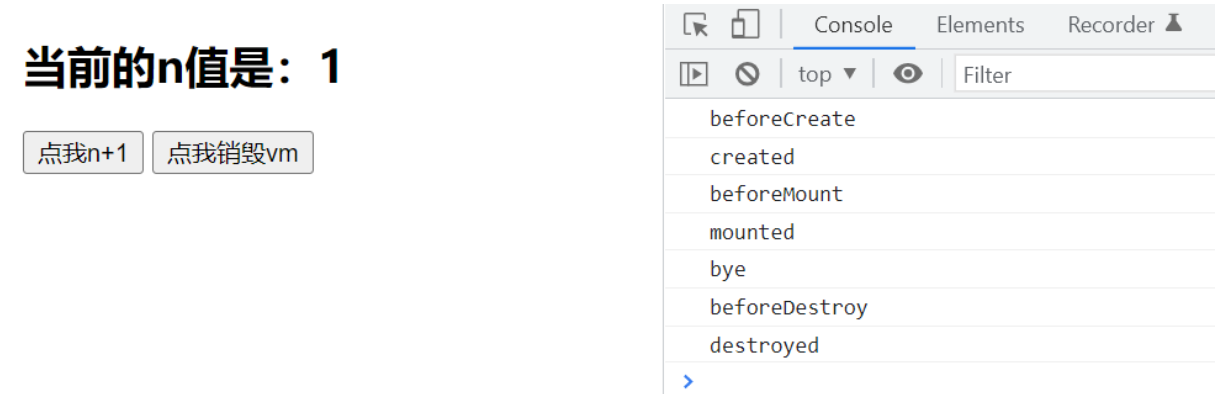 当前的n值是：1
点我n+1 点我销毁vm
Console Elements Recorder
top ▼ Filter
beforeCreate
created
beforeMount
mounted
bye
beforeDestroy
destroyed
>